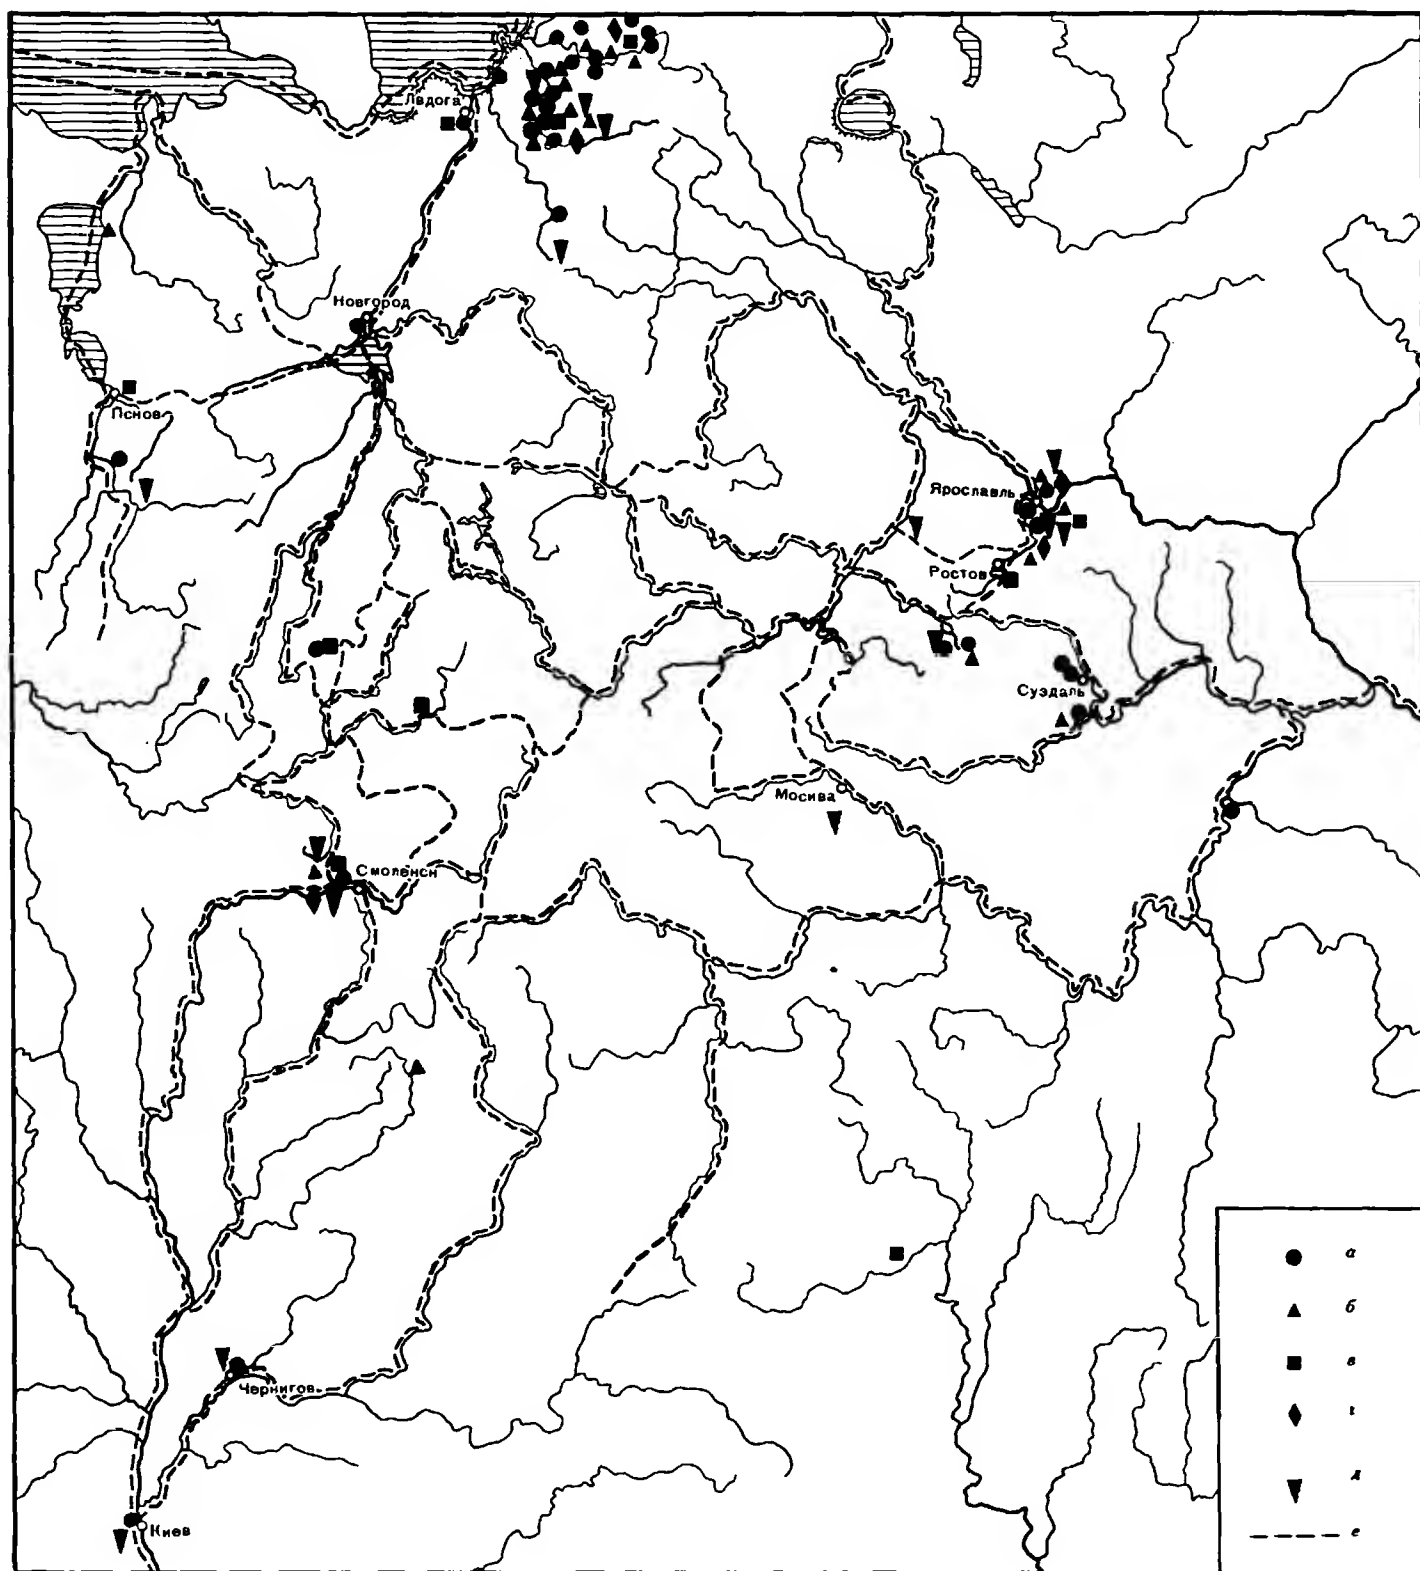 Ладога
Новгород
Псков
Ярославль
Ростов
Суздаль
Москва
Смоленск
Чернигов
Киев
а
б
в
г
д
е